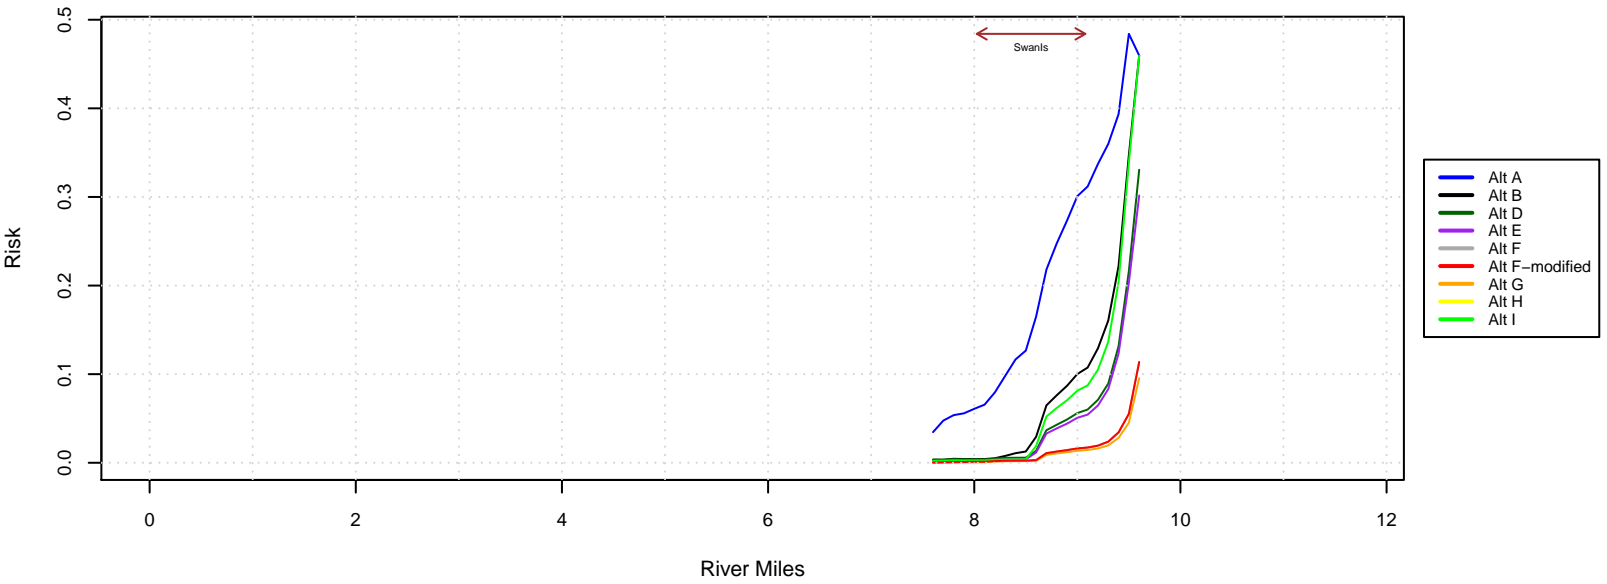 0.5
0.4
0.3
0.2
0.1
0.0
Risk
SwanIs
0 2 4 6 8 10 12
River Miles
Alt A
Alt B
Alt D
Alt E
Alt F
Alt F−modified
Alt G
Alt H
Alt I